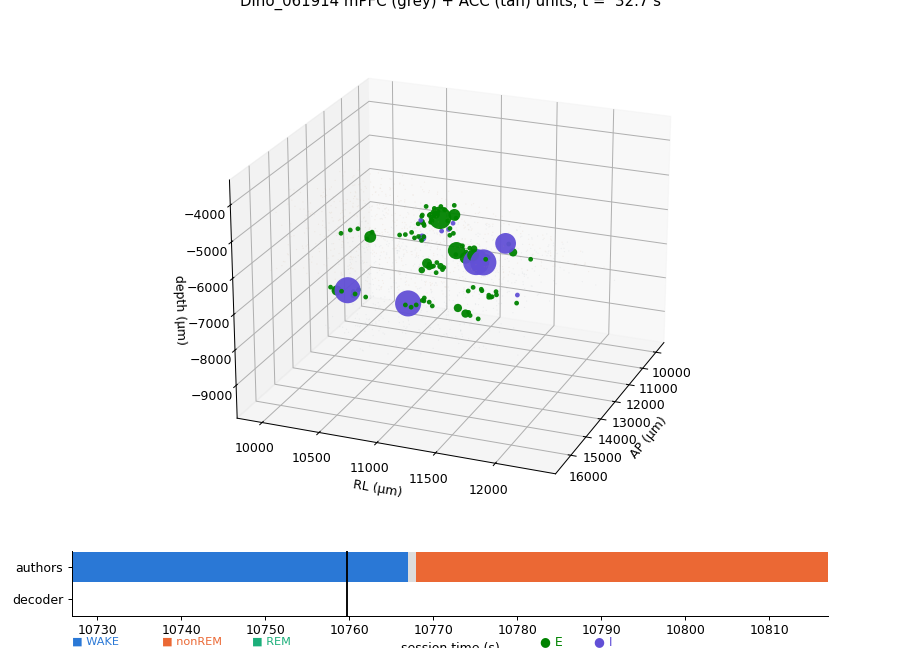 Dino_061914 mPFC (grey) + ACC (tan) units, t = 32.7 s
−4000
−5000
−6000
−7000
−8000
−9000
depth (μm)
10000
10500
11000
11500
12000
RL (μm)
10000
11000
12000
13000
14000
15000
16000
AP (μm)
authors
decoder
10730
10740
10750
10760
10770
10780
10790
10800
10810
session time (s)
WAKE
nonREM
REM
E
I